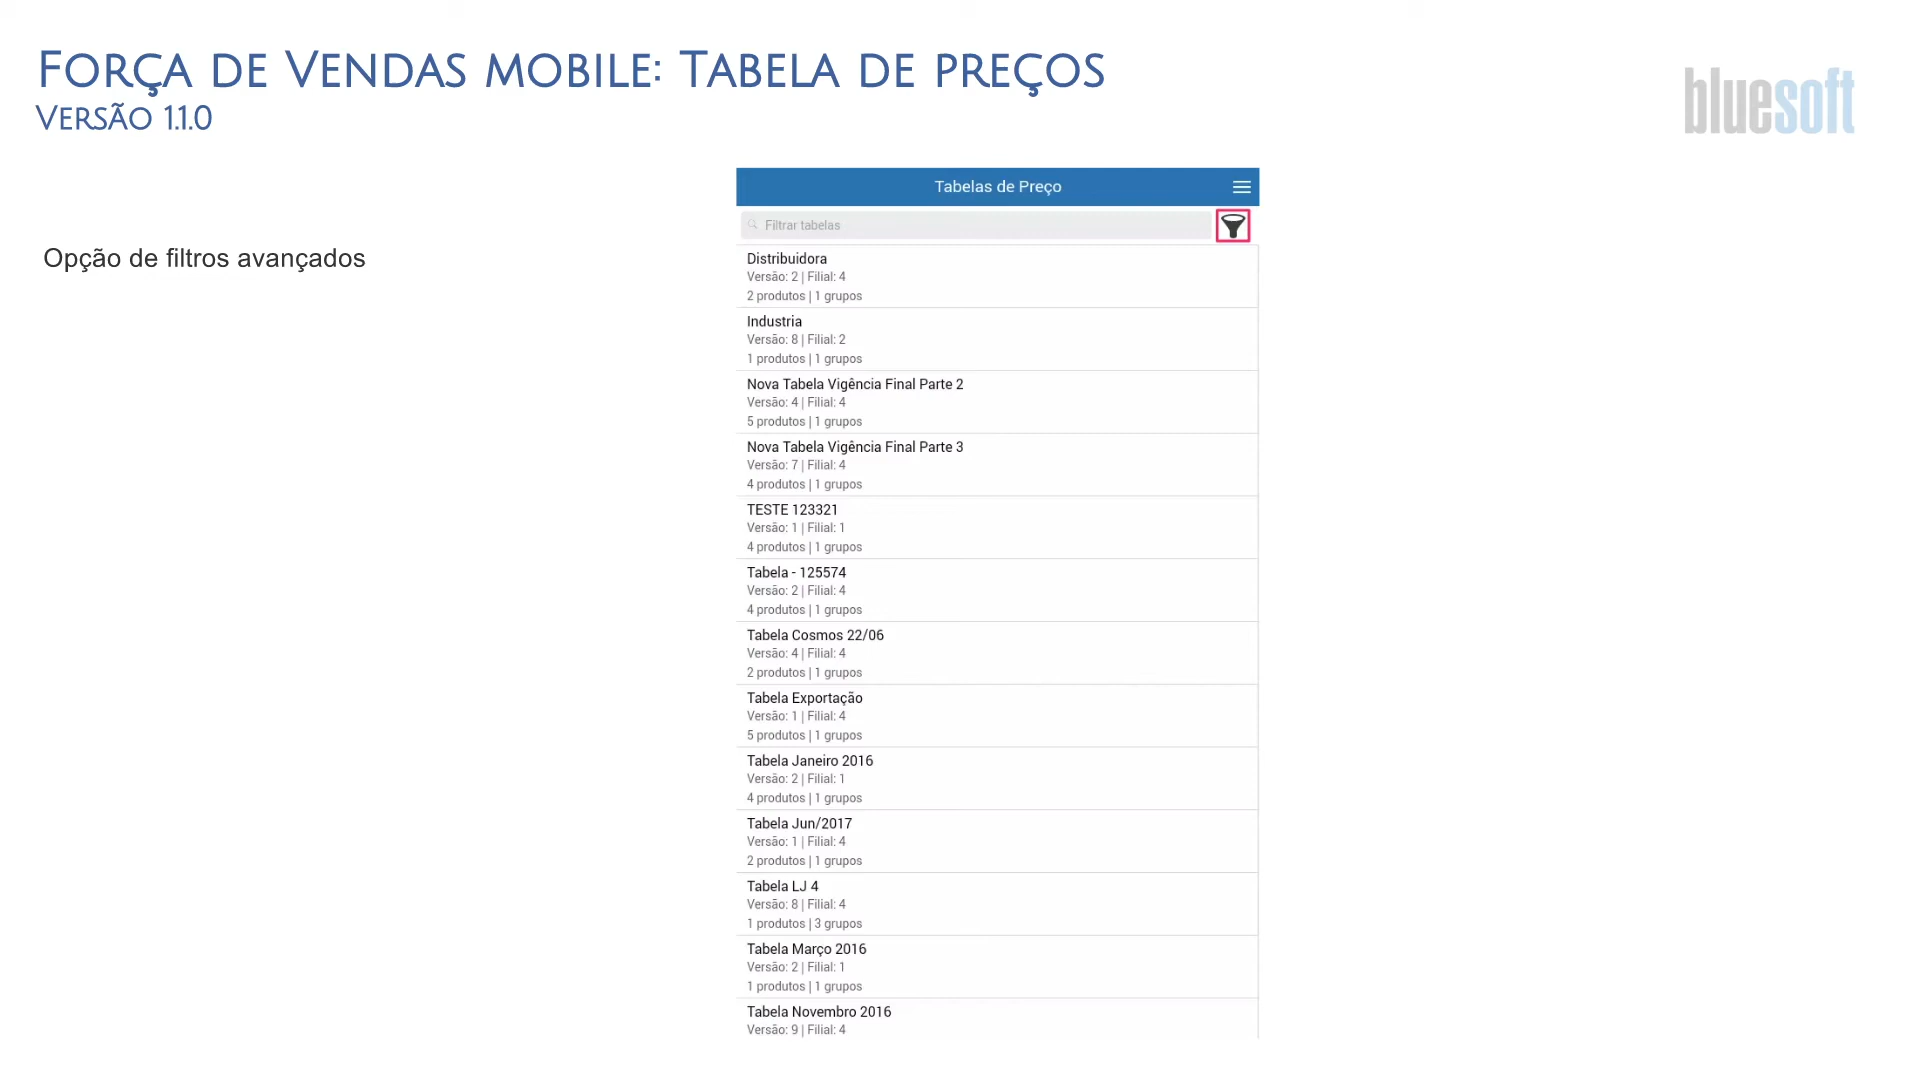 Força de Vendas mobile: Tabela de preços
Versão 1.1.0
bluesoft
Opção de filtros avançados
Tabelas de Preço
Filtrar tabelas
Distribuidora
Versão: 2 | Filial: 4
2 produtos | 1 grupos
Industria
Versão: 8 | Filial: 2
1 produtos | 1 grupos
Nova Tabela Vigência Final Parte 2
Versão: 4 | Filial: 4
5 produtos | 1 grupos
Nova Tabela Vigência Final Parte 3
Versão: 7 | Filial: 4
4 produtos | 1 grupos
TESTE 123321
Versão: 1 | Filial: 1
4 produtos | 1 grupos
Tabela - 125574
Versão: 2 | Filial: 4
4 produtos | 1 grupos
Tabela Cosmos 22/06
Versão: 4 | Filial: 4
2 produtos | 1 grupos
Tabela Exportação
Versão: 1 | Filial: 4
5 produtos | 1 grupos
Tabela Janeiro 2016
Versão: 2 | Filial: 1
4 produtos | 1 grupos
Tabela Jun/2017
Versão: 1 | Filial: 4
2 produtos | 1 grupos
Tabela LJ 4
Versão: 8 | Filial: 4
1 produtos | 3 grupos
Tabela Março 2016
Versão: 2 | Filial: 1
1 produtos | 1 grupos
Tabela Novembro 2016
Versão: 9 | Filial: 4